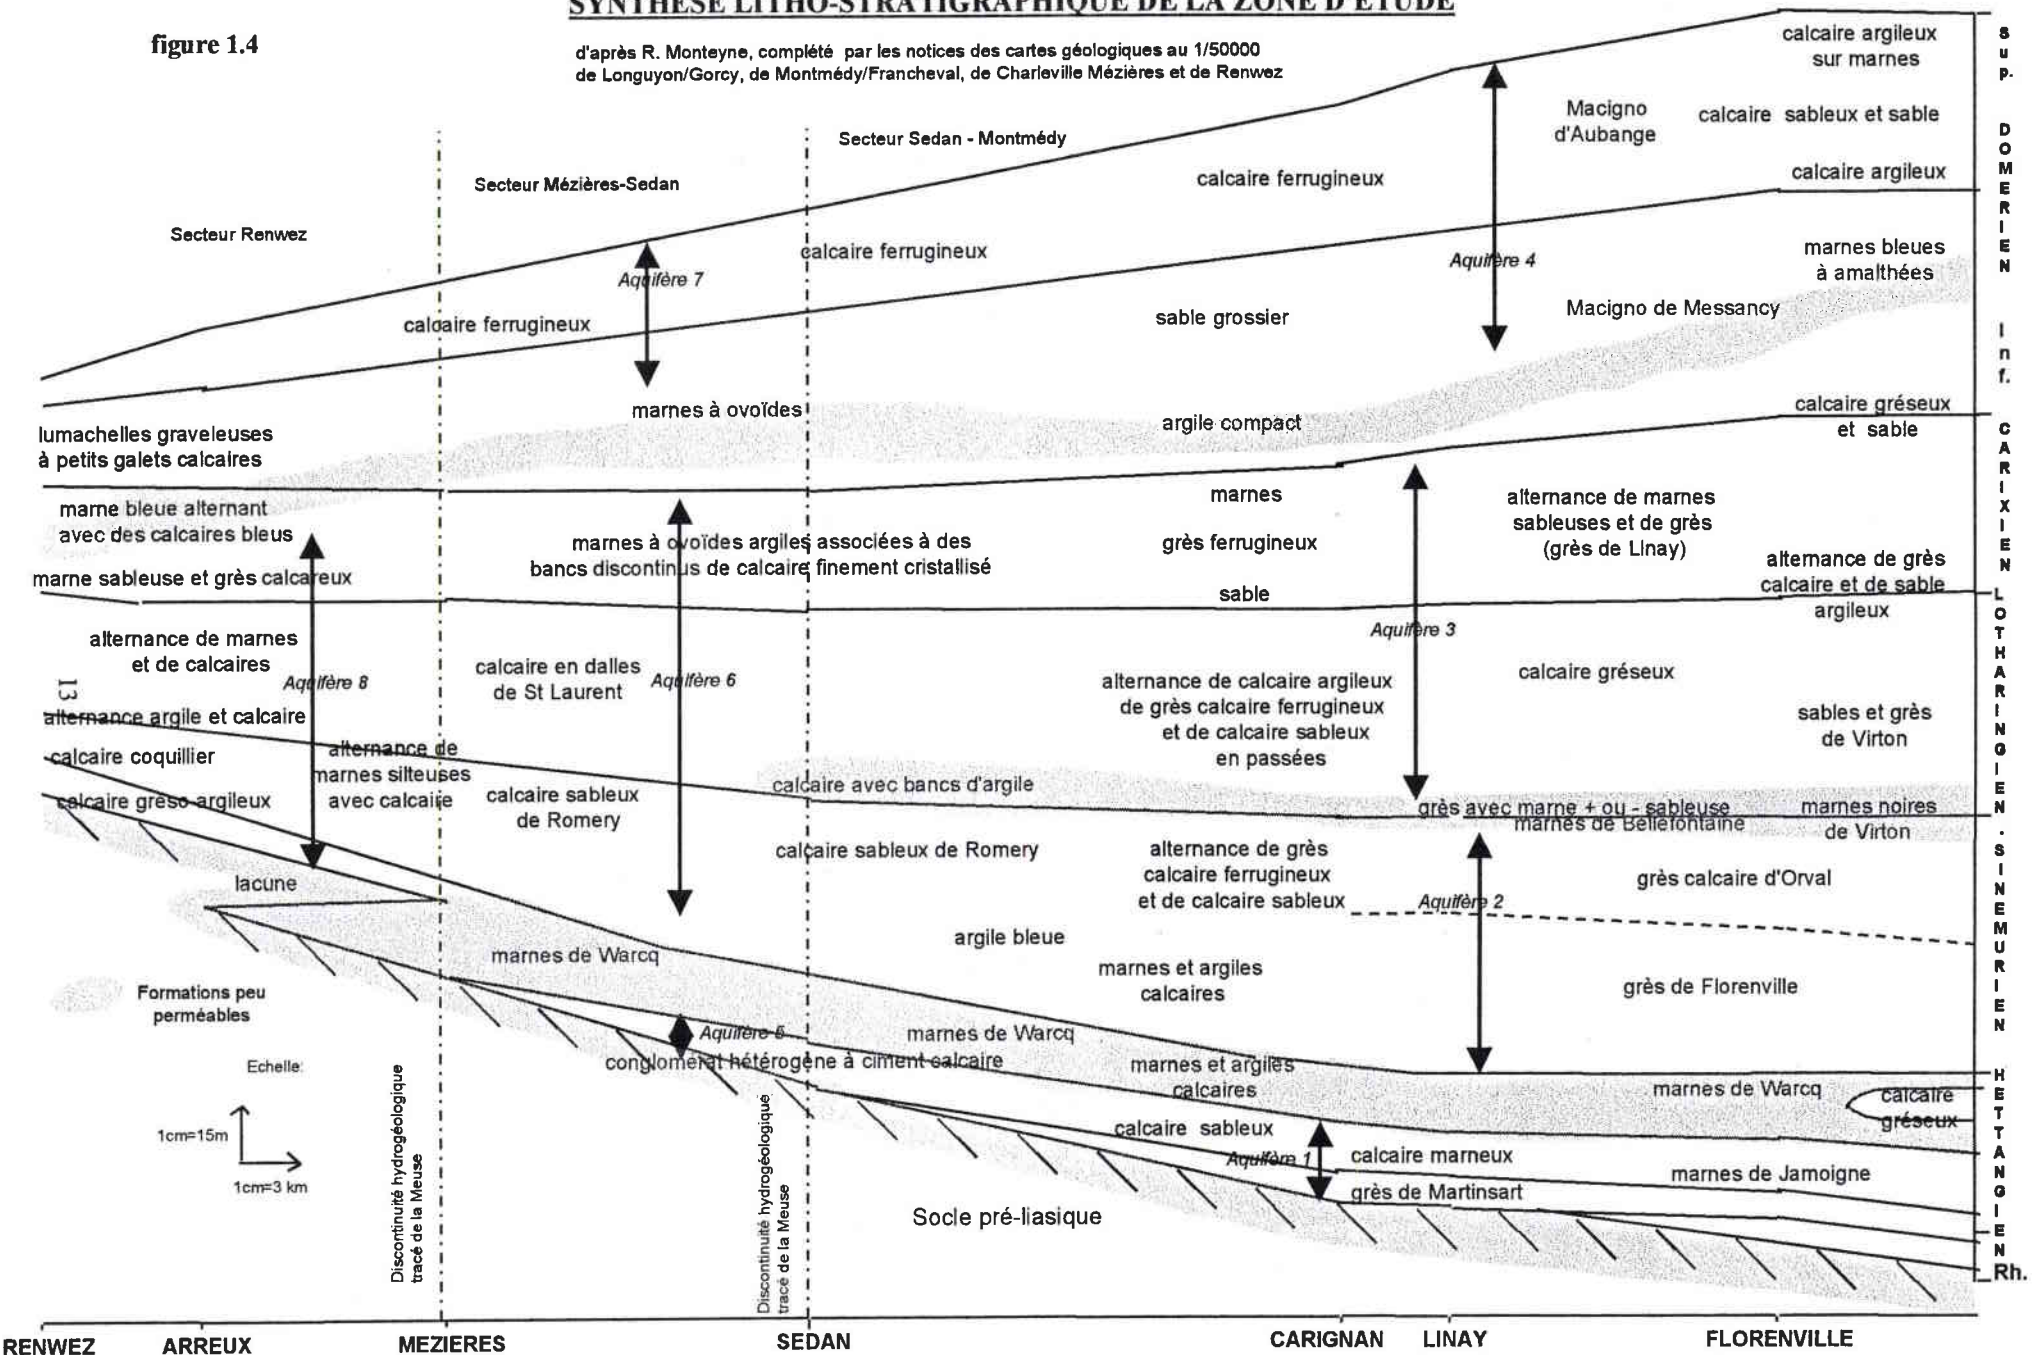 SYNTHESE LITHO-STRATIGRAPHIQUE DE LA ZONE D'ETUDE
figure 1.4
d'après R. Monteyne, complété par les notices des cartes géologiques au 1/50000
de Longuyon/Gorcy, de Montmédy/Francheval, de Charleville Mézières et de Renwez
Secteur Renwez
Secteur Mézières-Sedan
Secteur Sedan - Montmédy
calcaire argileux
sur marnes
Macigno
d'Aubange
calcaire sableux et sable
calcaire argileux
calcaire ferrugineux
calcaire ferrugineux
calcaire ferrugineux
Aquifère 7
Aquifère 4
marnes bleues
à amalthées
Macigno de Messancy
sable grossier
marnes à ovoïdes
argile compact
calcaire gréseux
et sable
lumachelles graveleuses
à petits galets calcaires
marne bleue alternant
avec des calcaires bleus
marne sableuse et grès calcareux
marnes à ovoïdes argiles associées à des
bancs discontinus de calcaire finement cristallisé
marnes
grès ferrugineux
sable
alternance de marnes
sableuses et de grès
(grès de Linay)
alternance de grès
calcaire et de sable
argileux
Aquifère 3
alternance de marnes
et de calcaires
Aquifère 8
calcaire en dalles
de St Laurent
Aquifère 6
alternance de calcaire argileux
de grès calcaire ferrugineux
et de calcaire sableux
en passées
calcaire gréseux
sables et grès
de Virton
13
alternance argile et calcaire
calcaire coquillier
calcaire gréso-argileux
alternance de
marnes silteuses
avec calcaire
calcaire sableux
de Romery
calcaire avec bancs d'argile
grès avec marne + ou - sableuse
marnes de Bellefontaine
marnes noires
de Virton
calcaire sableux de Romery
alternance de grès
calcaire ferrugineux
et de calcaire sableux
grès calcaire d'Orval
Aquifère 2
lacune
argile bleue
marnes de Warcq
marnes et argiles
calcaires
grès de Florenville
Formations peu
perméables
Aquifère 5
marnes de Warcq
conglomérat hétérogène à ciment calcaire
marnes et argiles
calcaires
marnes de Warcq
calcaire
gréseux
calcaire sableux
Aquifère 1
calcaire marneux
marnes de Jamoigne
grès de Martinsart
Socle pré-liasique
Echelle:
1cm=15m
1cm=3 km
Discontinuité hydrogéologique
tracé de la Meuse
Discontinuité hydrogéologique
tracé de la Meuse
Sup. DOMERIEN Inf.
CARIXIEN
LOTHARINGIEN . SINEMURIEN
HETTANGIEN
Rh.
RENWEZ
ARREUX
MEZIERES
SEDAN
CARIGNAN
LINAY
FLORENVILLE